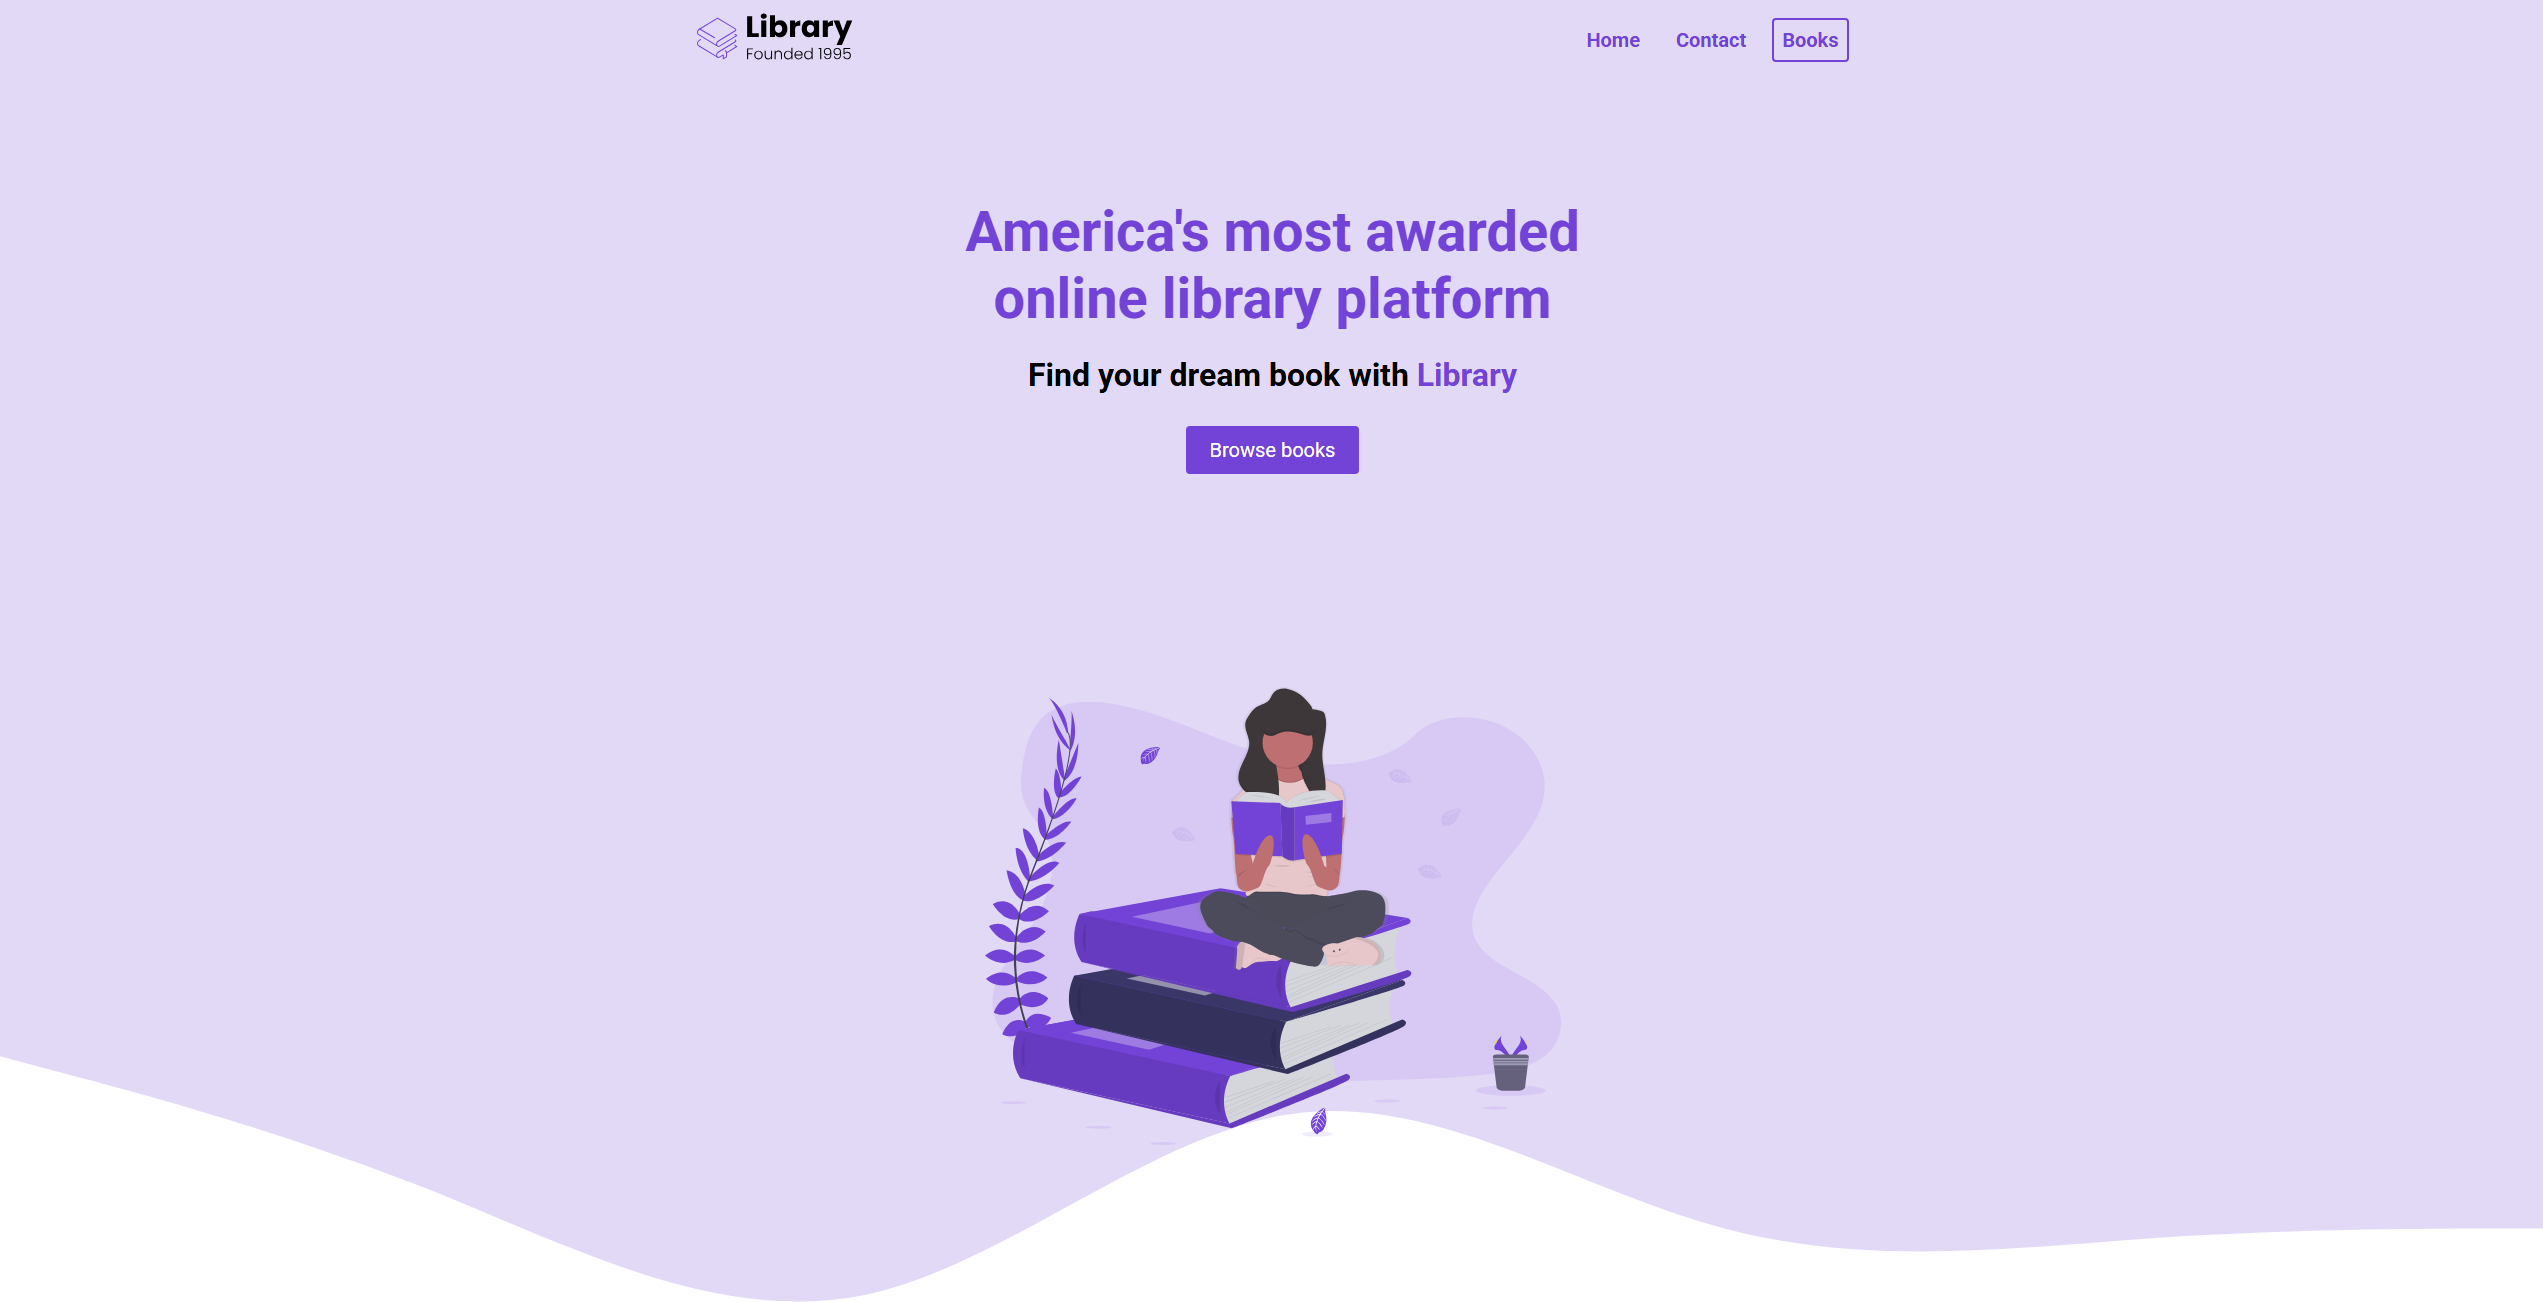 Library
Founded 1995
Home Contact Books
America's most awarded
online library platform
Find your dream book with Library
Browse books